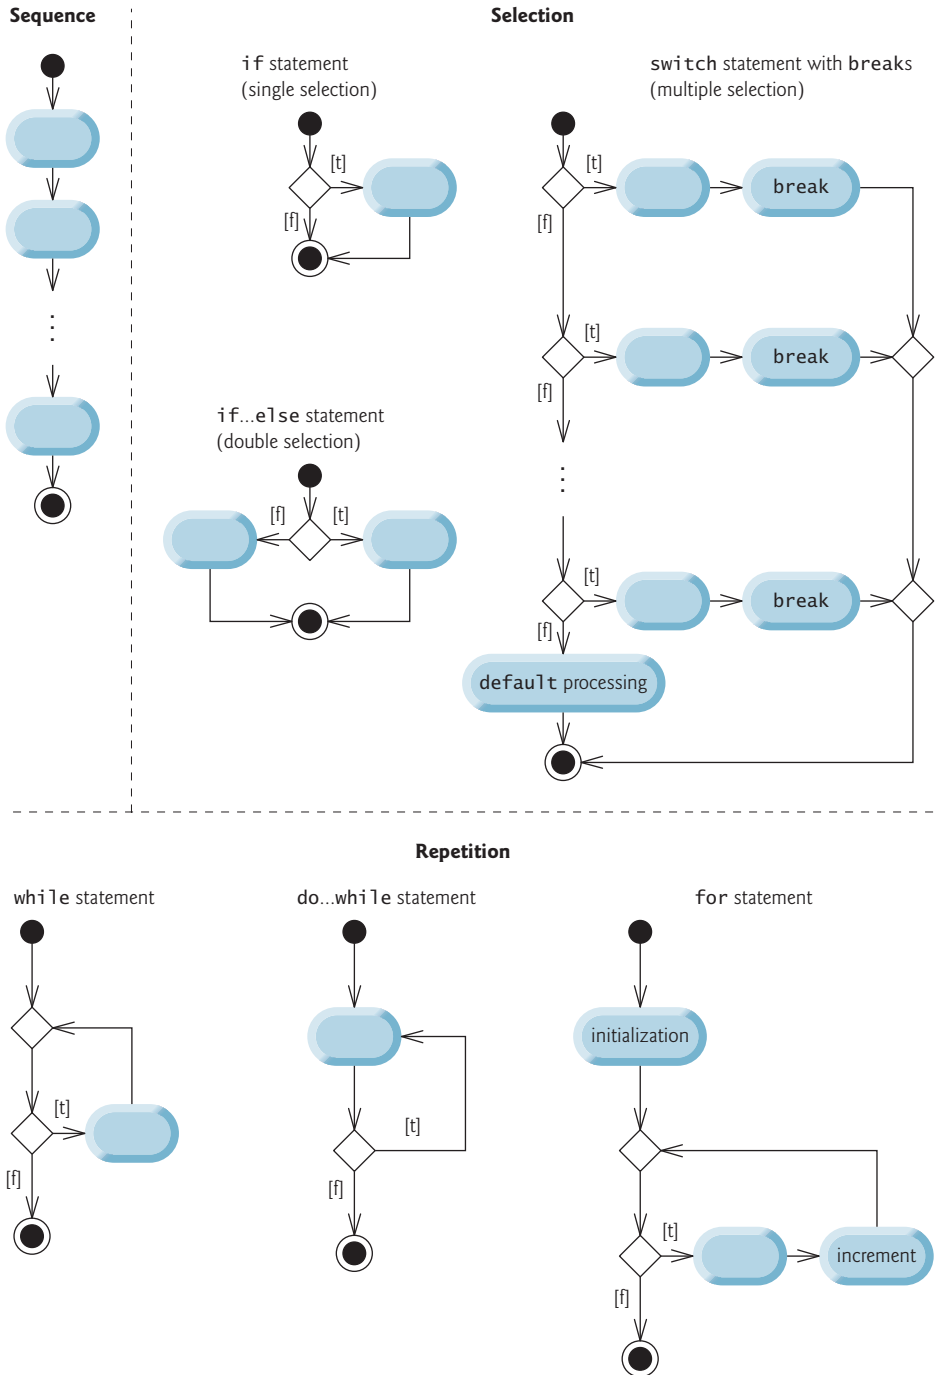 Sequence
Selection
if statement
(single selection)
[t]
[f]
switch statement with breaks
(multiple selection)
[t]
break
[f]
[t]
break
[f]
.
.
.
[t]
break
[f]
default processing
.
.
.
if...else statement
(double selection)
[f]
[t]
Repetition
while statement
[t]
[f]
do...while statement
[t]
[f]
for statement
initialization
[t]
increment
[f]